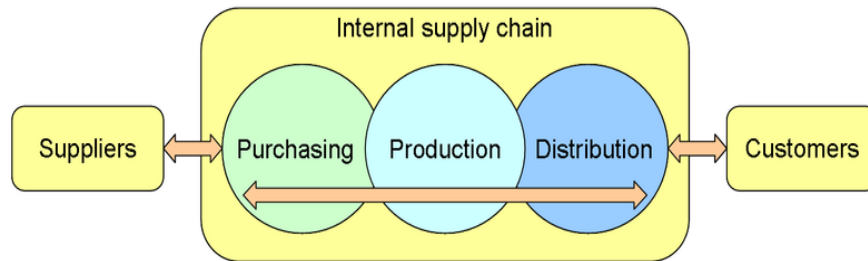 Internal supply chain
Suppliers
Purchasing
Production
Distribution
Customers